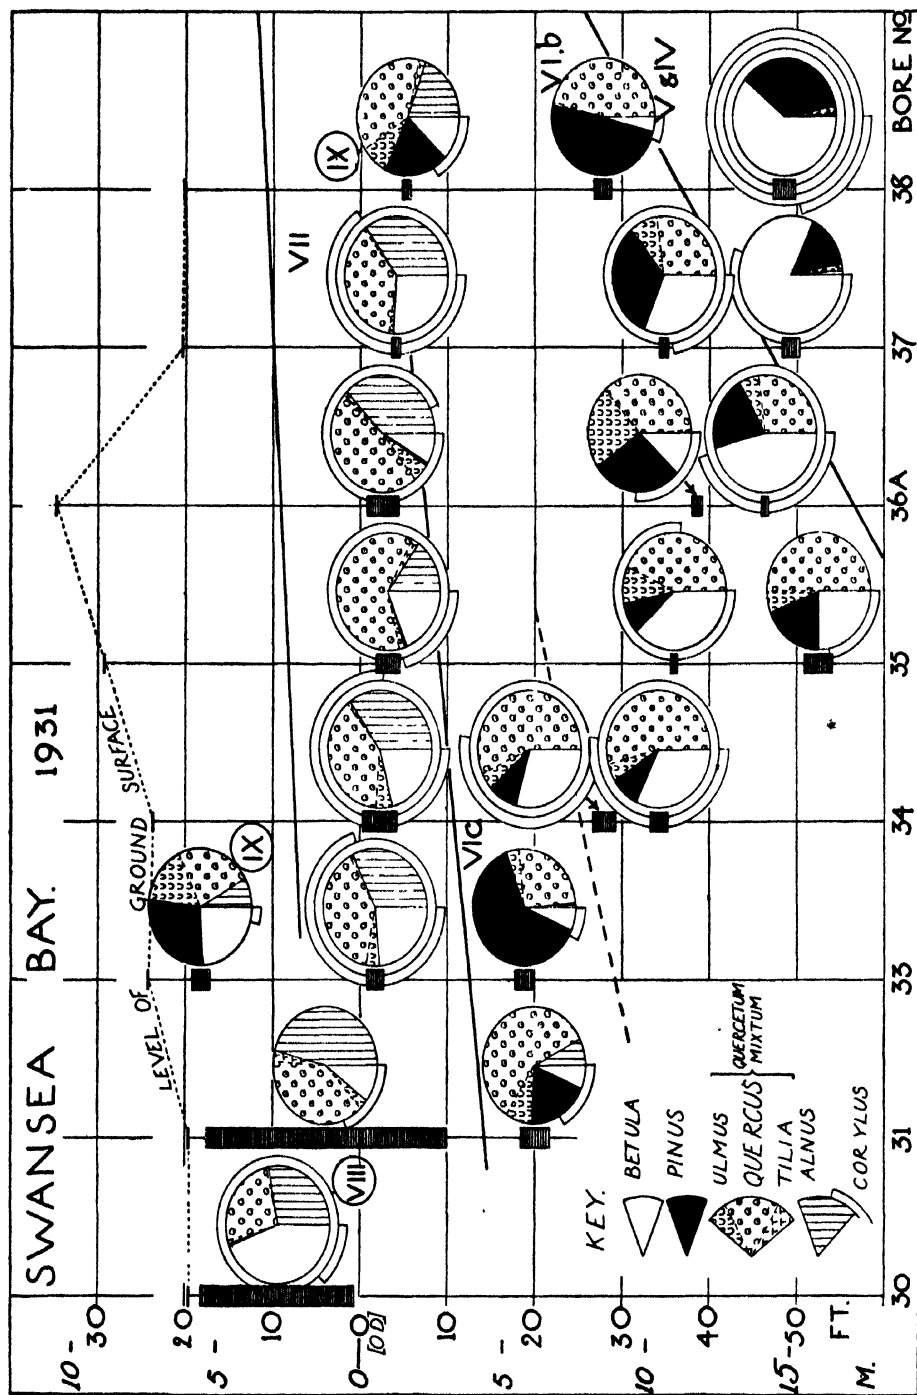 SWANSEA BAY. 1931
10 - 30
20
5 - 10
0 — 0
[OD]
10
5 - 20
30
10 - 40
15 - 50
M. FT.
LEVEL OF GROUND SURFACE
VIII
IX
VII
IX
VIc
VI.b
V & IV
*
KEY.
BETULA
PINUS
ULMUS
QUERCUS
TILIA
QUERCETUM MIXTUM
ALNUS
CORYLUS
30 31 33 34 35 36A 37 38 BORE No